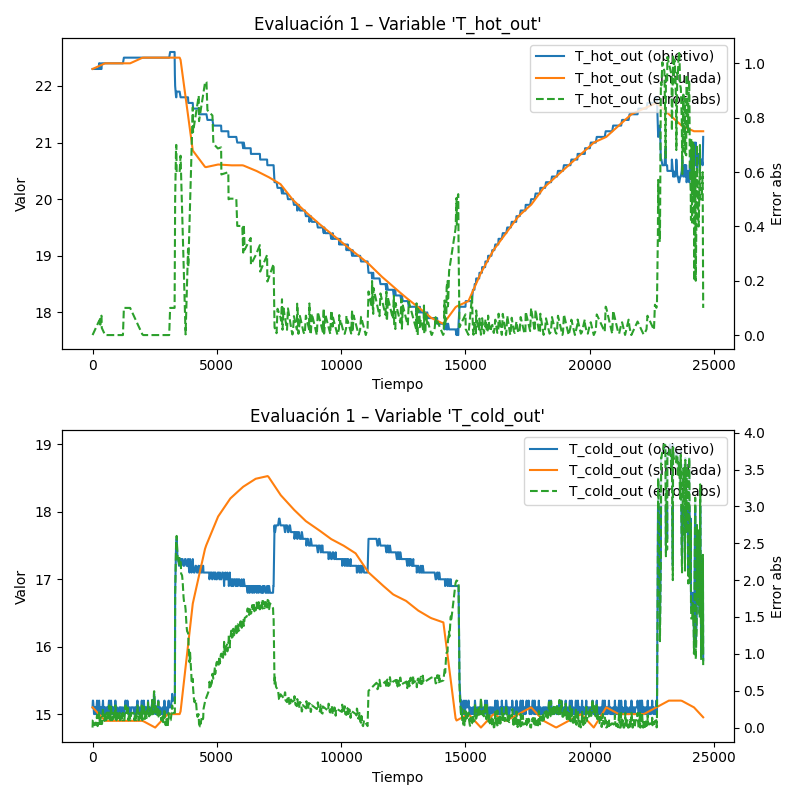 Evaluación 1 – Variable 'T_hot_out'
T_hot_out (objetivo)
T_hot_out (simulada)
T_hot_out (error abs)
Valor
22
21
20
19
18
1.0
0.8
0.6
0.4
0.2
0.0
Error abs
0 5000 10000 15000 20000 25000
Tiempo
Evaluación 1 – Variable 'T_cold_out'
T_cold_out (objetivo)
T_cold_out (simulada)
T_cold_out (error abs)
Valor
19
18
17
16
15
4.0
3.5
3.0
2.5
2.0
1.5
1.0
0.5
0.0
Error abs
0 5000 10000 15000 20000 25000
Tiempo